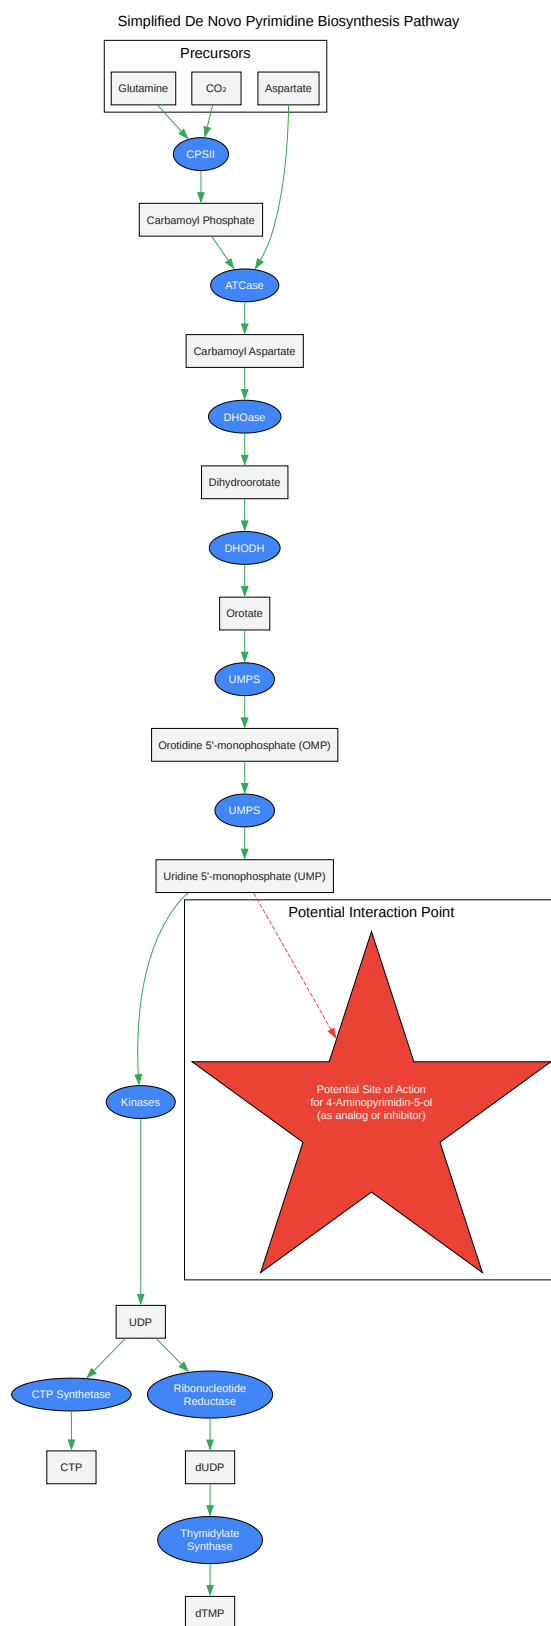 Simplified De Novo Pyrimidine Biosynthesis Pathway
Precursors
Glutamine
CO₂
Aspartate
CPSII
Carbamoyl Phosphate
ATCase
Carbamoyl Aspartate
DHOase
Dihydroorotate
DHODH
Orotate
UMPS
Orotidine 5'-monophosphate (OMP)
UMPS
Uridine 5'-monophosphate (UMP)
Potential Interaction Point
Potential Site of Action
for 4-Aminopyrimidin-5-ol
(as analog or inhibitor)
Kinases
UDP
CTP Synthetase
Ribonucleotide
Reductase
CTP
dUDP
Thymidylate
Synthase
dTMP